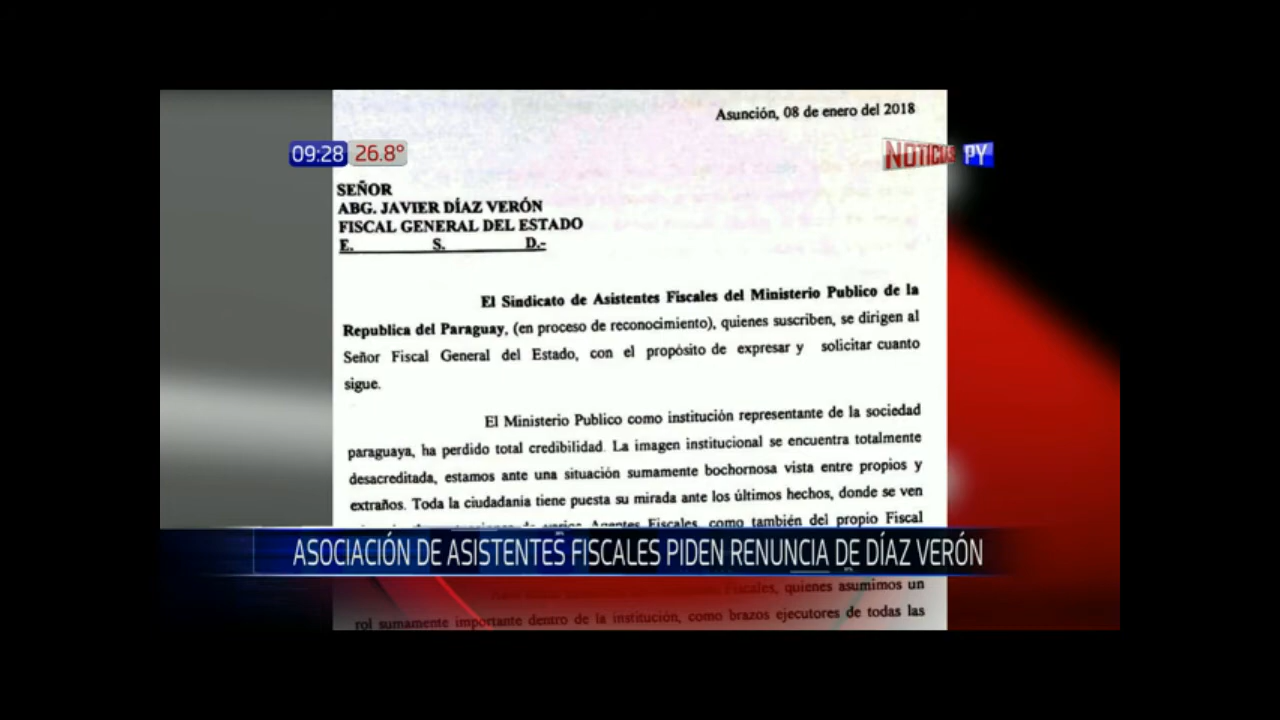 Asunción, 08 de enero del 2018
09:28 26.8°
NOTICIAS PY
SEÑOR
ABG. JAVIER DÍAZ VERÓN
FISCAL GENERAL DEL ESTADO
E. S. D.-
El Sindicato de Asistentes Fiscales del Ministerio Publico de la
Republica del Paraguay, (en proceso de reconocimiento), quienes suscriben, se dirigen al
Señor Fiscal General del Estado, con el propósito de expresar y solicitar cuanto
sigue.
El Ministerio Publico como institución representante de la sociedad
paraguaya, ha perdido total credibilidad. La imagen institucional se encuentra totalmente
desacreditada, estamos ante una situación sumamente bochornosa vista entre propios y
extraños. Toda la ciudadanía tiene puesta su mirada ante los últimos hechos, donde se ven
de varios Agentes Fiscales, como también del propio Fiscal
ASOCIACIÓN DE ASISTENTES FISCALES PIDEN RENUNCIA DE DÍAZ VERÓN
Fiscales, quienes asumimos un
rol sumamente importante dentro de la institución, como brazos ejecutores de todas las